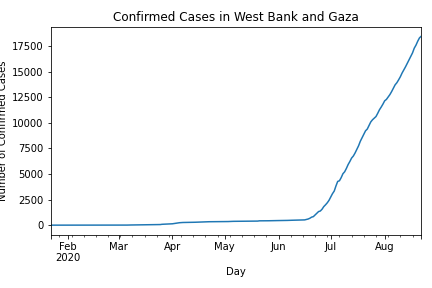 Confirmed Cases in West Bank and Gaza
Number of Confirmed Cases
17500
15000
12500
10000
7500
5000
2500
0
Feb Mar Apr May Jun Jul Aug
2020
Day